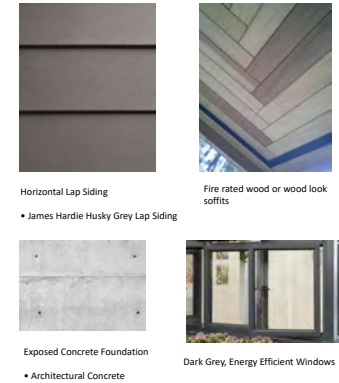 Horizontal Lap Siding
• James Hardie Husky Grey Lap Siding
Fire rated wood or wood look
soffits
Exposed Concrete Foundation
• Architectural Concrete
Dark Grey, Energy Efficient Windows